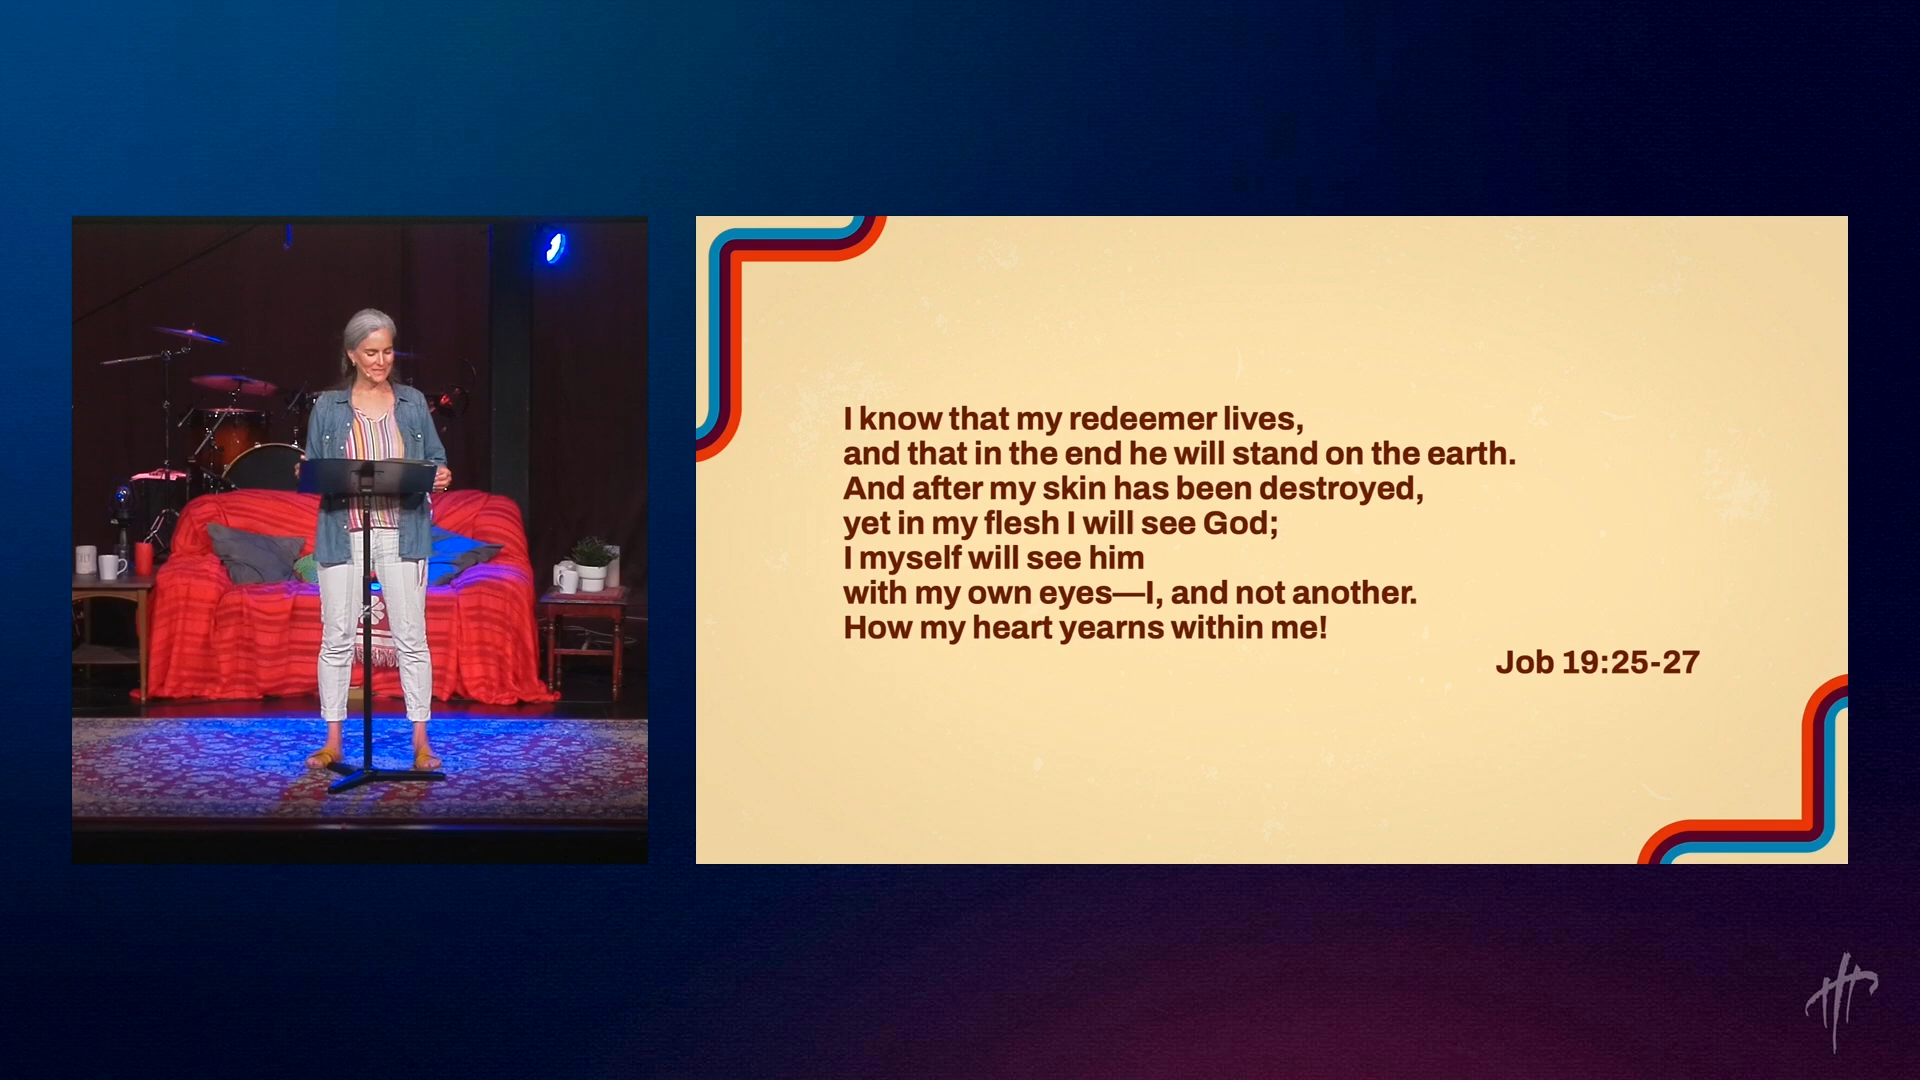 I know that my redeemer lives,
and that in the end he will stand on the earth.
And after my skin has been destroyed,
yet in my flesh I will see God;
I myself will see him
with my own eyes—I, and not another.
How my heart yearns within me!
Job 19:25-27